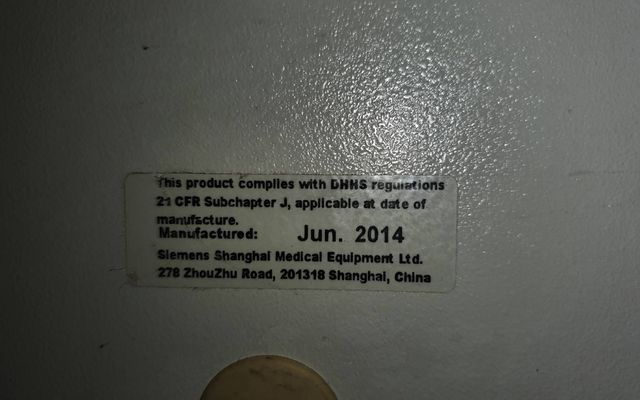 This product complies with DHHS regulations
21 CFR Subchapter J, applicable at date of
manufacture.
Manufactured: Jun. 2014
Siemens Shanghai Medical Equipment Ltd.
278 ZhouZhu Road, 201318 Shanghai, China